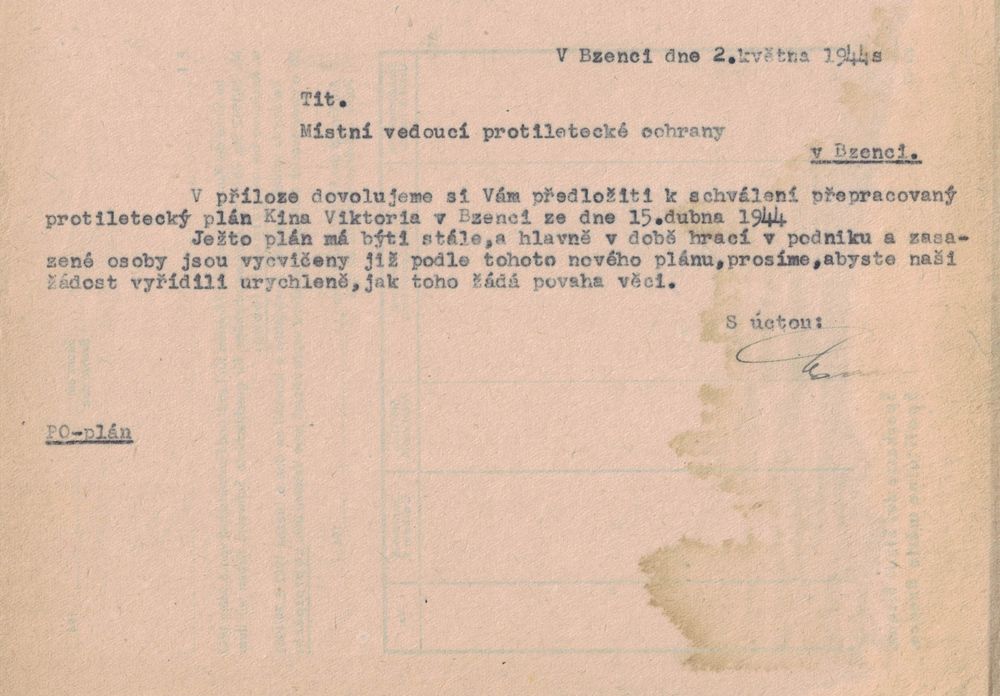 V Bzenci dne 2.května 1944s
Tit.
Místní vedoucí protiletecké ochrany
v Bzenci.
V příloze dovolujeme si Vám předložiti k schválení přepracovaný
protiletecký plán Kina Viktoria v Bzenci ze dne 15.dubna 1944
Ježto plán má býti stále,a hlavně v době hrací v podniku a zasa-
zené osoby jsou vycvičeny již podle tohoto nového plánu,prosíme,abyste naši
žádost vyřídili urychleně,jak toho žádá povaha věci.
S úctou:
PO-plán